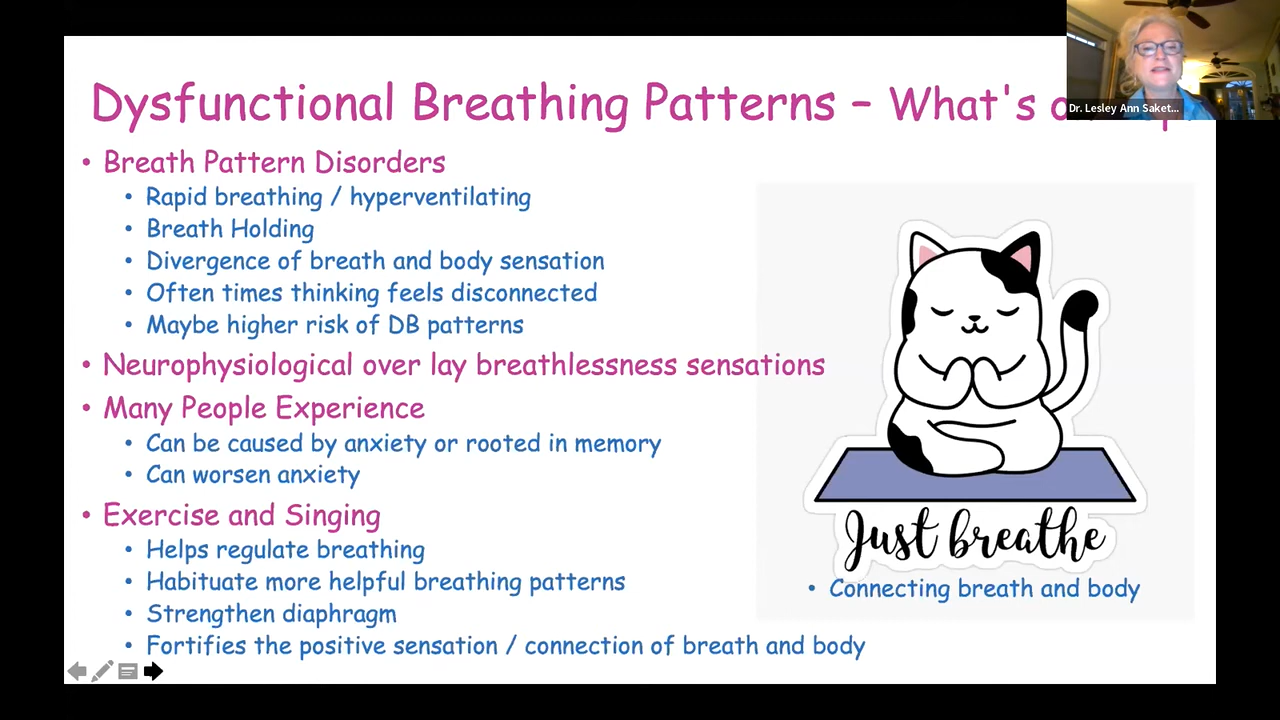 Dysfunctional Breathing Patterns – What's
Dr. Lesley Ann Saket...
• Breath Pattern Disorders
• Rapid breathing / hyperventilating
• Breath Holding
• Divergence of breath and body sensation
• Often times thinking feels disconnected
• Maybe higher risk of DB patterns
• Neurophysiological over lay breathlessness sensations
• Many People Experience
• Can be caused by anxiety or rooted in memory
• Can worsen anxiety
• Exercise and Singing
• Helps regulate breathing
• Habituate more helpful breathing patterns
• Strengthen diaphragm
• Fortifies the positive sensation / connection of breath and body
Just breathe
• Connecting breath and body